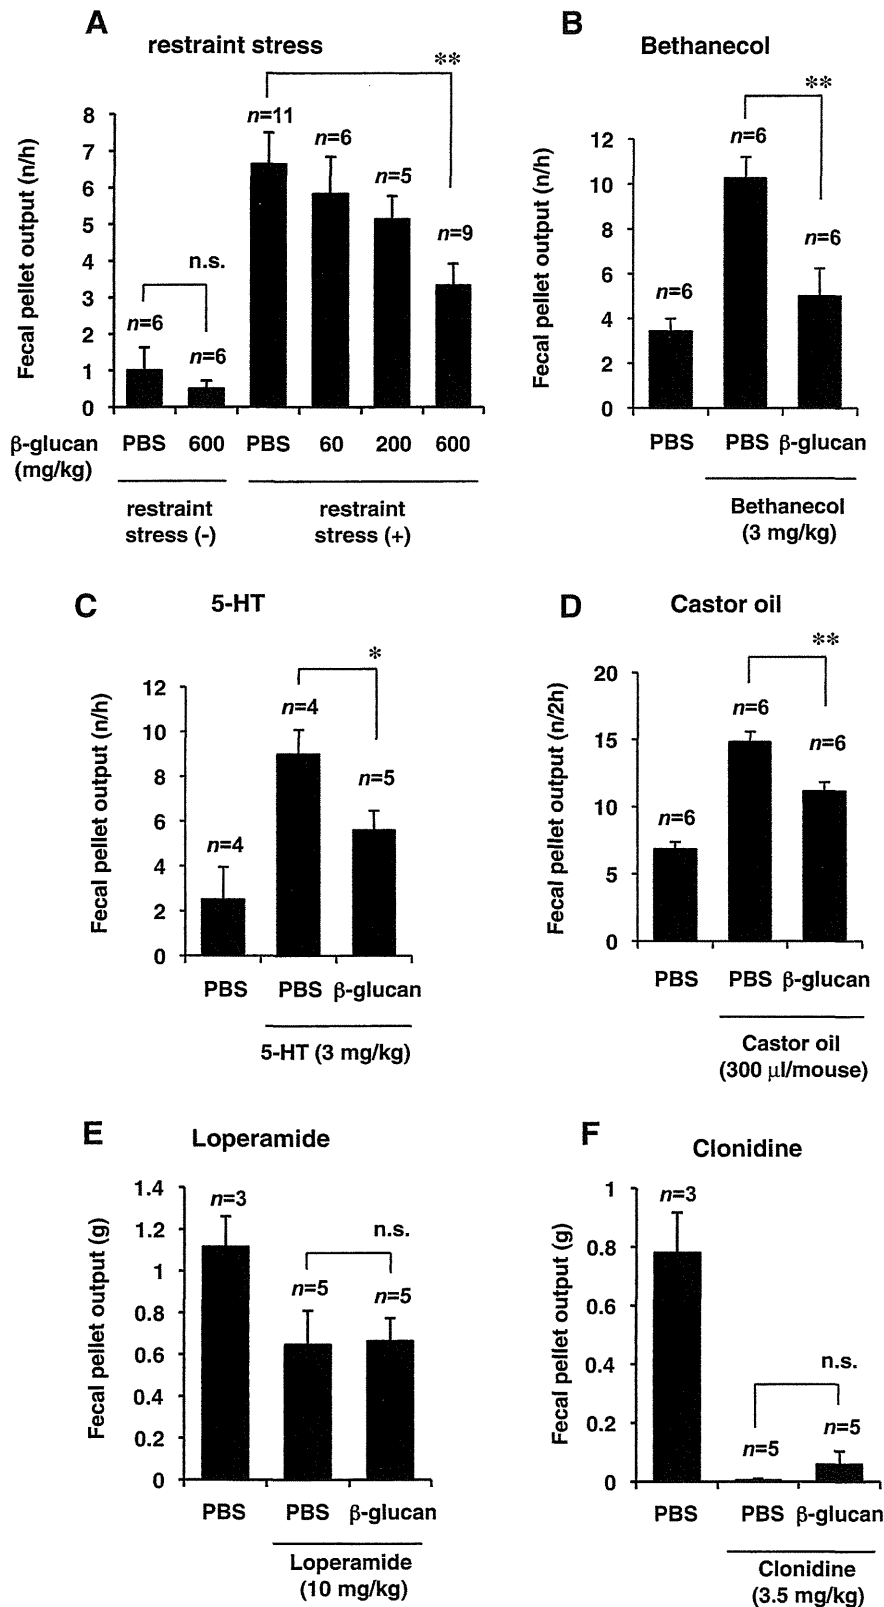 A
restraint stress
**
Fecal pellet output (n/h)
8
7
6
5
4
3
2
1
0
n=11
n=6
n=5
n=9
n.s.
n=6
n=6
β-glucan
(mg/kg)
PBS 600 PBS 60 200 600
restraint
stress (-)
restraint
stress (+)
B
Bethanecol
**
Fecal pellet output (n/h)
12
10
8
6
4
2
0
n=6
n=6
n=6
PBS PBS β-glucan
Bethanecol
(3 mg/kg)
C
5-HT
*
Fecal pellet output (n/h)
12
10
8
6
4
2
0
n=4
n=4
n=5
PBS PBS β-glucan
5-HT (3 mg/kg)
D
Castor oil
**
Fecal pellet output (n/2h)
20
15
10
5
0
n=6
n=6
n=6
PBS PBS β-glucan
Castor oil
(300 μl/mouse)
E
Loperamide
Fecal pellet output (g)
1.4
1.2
1
0.8
0.6
0.4
0.2
0
n=3
n.s.
n=5
n=5
PBS PBS β-glucan
Loperamide
(10 mg/kg)
F
Clonidine
Fecal pellet output (g)
1
0.8
0.6
0.4
0.2
0
n=3
n.s.
n=5
n=5
PBS PBS β-glucan
Clonidine
(3.5 mg/kg)